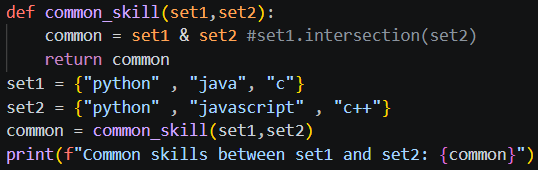 def common_skill(set1,set2):
    common = set1 & set2 #set1.intersection(set2)
    return common
set1 = {"python" , "java", "c"}
set2 = {"python" , "javascript" , "c++"}
common = common_skill(set1,set2)
print(f"Common skills between set1 and set2: {common}")